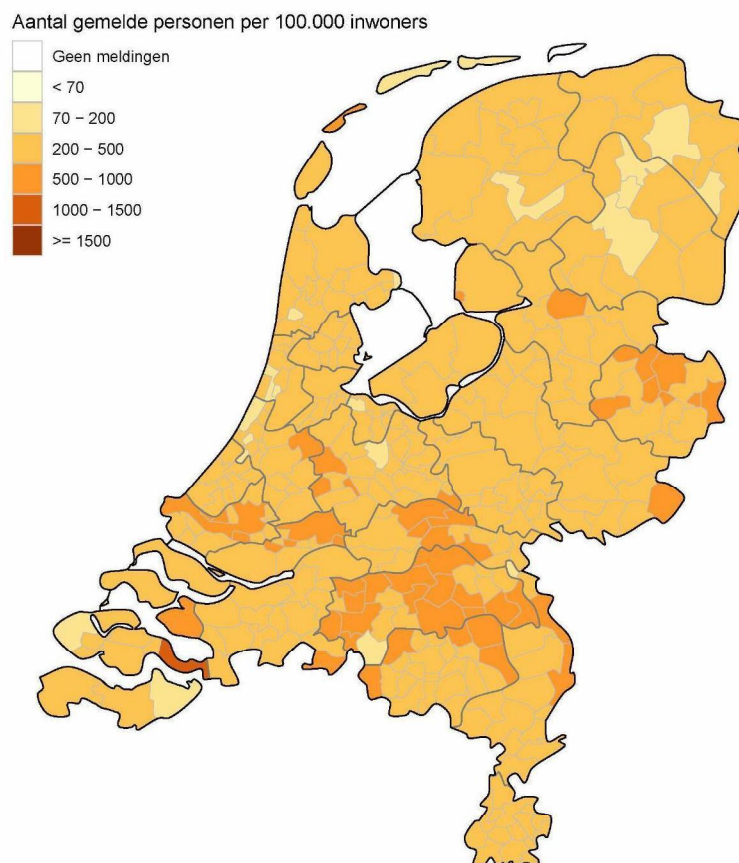 Aantal gemelde personen per 100.000 inwoners
Geen meldingen
< 70
70 − 200
200 − 500
500 − 1000
1000 − 1500
>= 1500